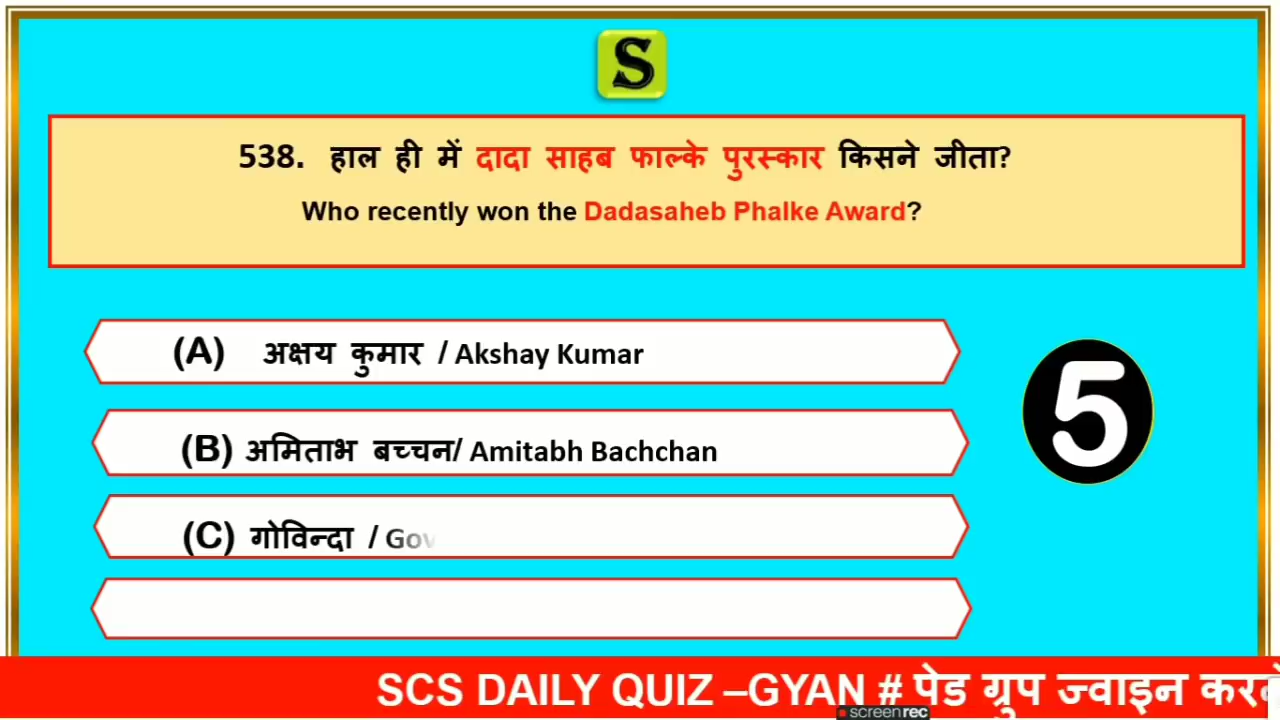 S
538. हाल ही में दादा साहब फाल्के पुरस्कार किसने जीता?
Who recently won the Dadasaheb Phalke Award?
(A) अक्षय कुमार / Akshay Kumar
(B) अमिताभ बच्चन/ Amitabh Bachchan
(C) गोविन्दा / Gov
5
SCS DAILY QUIZ –GYAN # पेड ग्रुप ज्वाइन
screenrec